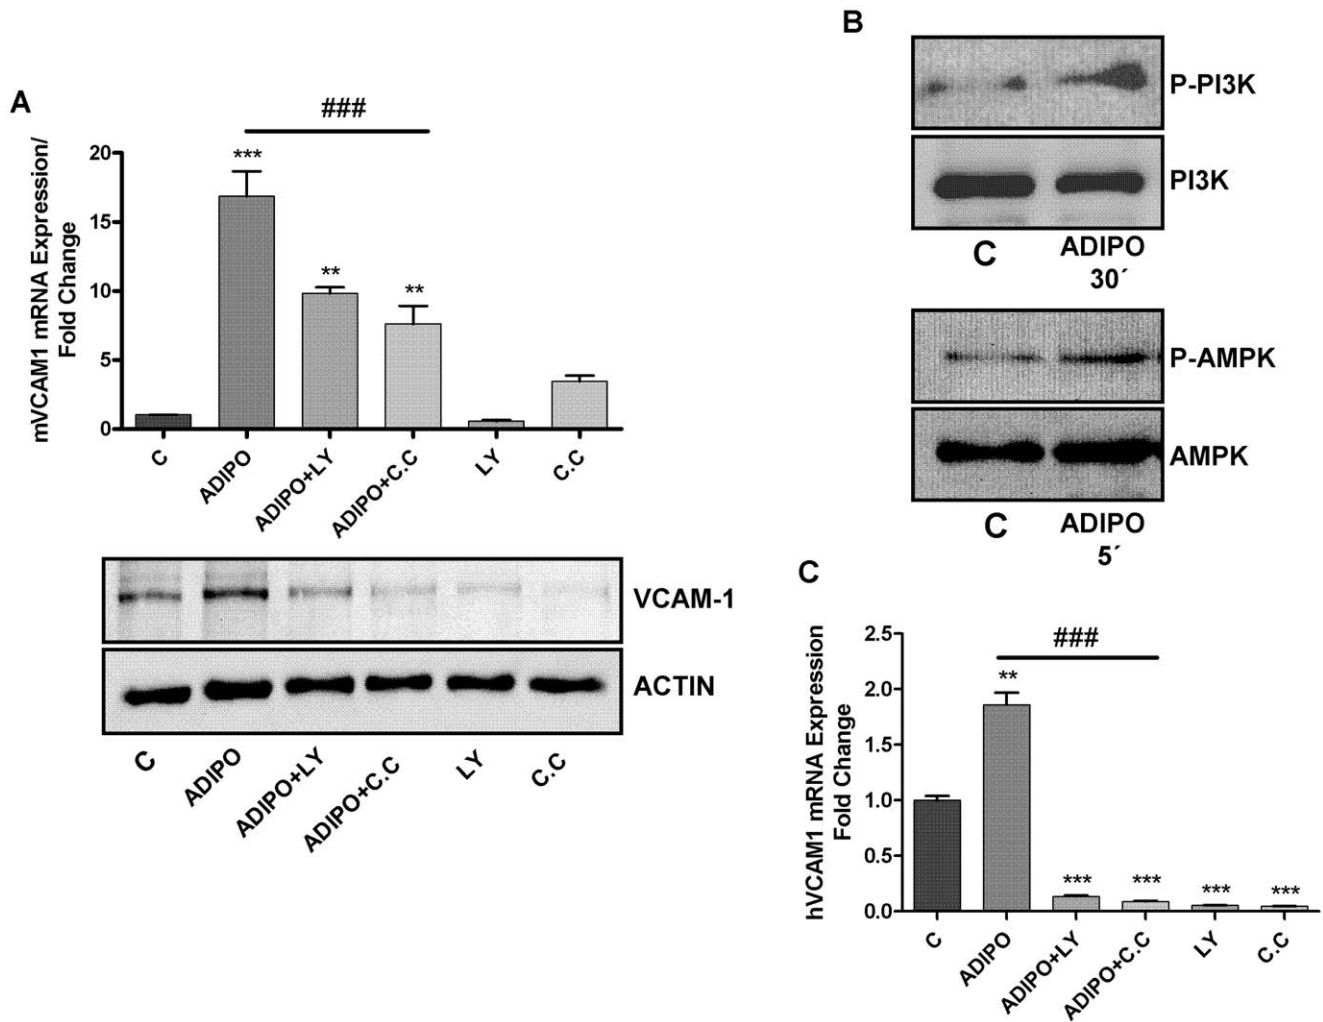 A
###
mVCAM1 mRNA Expression/
Fold Change
20
15
10
5
0
***
**
**
C
ADIPO
ADIPO+LY
ADIPO+C.C
LY
C.C
VCAM-1
ACTIN
C
ADIPO
ADIPO+LY
ADIPO+C.C
LY
C.C
B
P-PI3K
PI3K
C
ADIPO
30´
P-AMPK
AMPK
C
ADIPO
5´
C
###
hVCAM1 mRNA Expression
Fold Change
2.5
2.0
1.5
1.0
0.5
0.0
**
***
***
***
***
C
ADIPO
ADIPO+LY
ADIPO+C.C
LY
C.C